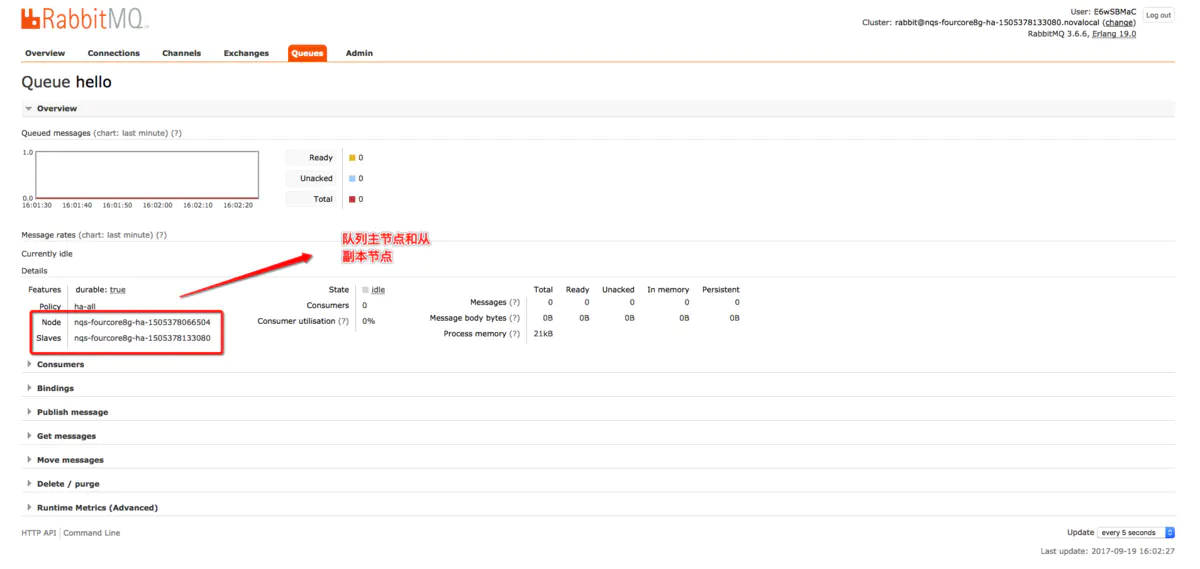 RabbitMQ TM
User: E6wSBMaC
Log out
Cluster: rabbit@nqs-fourcore8g-ha-1505378133080.novalocal (change)
RabbitMQ 3.6.6, Erlang 19.0
Overview Connections Channels Exchanges Queues Admin
Queue hello
Overview
Queued messages (chart: last minute) (?)
1.0
0.0
16:01:30 16:01:40 16:01:50 16:02:00 16:02:10 16:02:20
Ready 0
Unacked 0
Total 0
Message rates (chart: last minute) (?)
队列主节点和从
副本节点
Currently idle
Details
Features durable: true
Policy ha-all
Node nqs-fourcore8g-ha-1505378066504
Slaves nqs-fourcore8g-ha-1505378133080
State idle
Consumers 0
Consumer utilisation (?) 0%
Total Ready Unacked In memory Persistent
Messages (?) 0 0 0 0 0
Message body bytes (?) 0B 0B 0B 0B 0B
Process memory (?) 21kB
Consumers
Bindings
Publish message
Get messages
Move messages
Delete / purge
Runtime Metrics (Advanced)
HTTP API Command Line
Update every 5 seconds
Last update: 2017-09-19 16:02:27